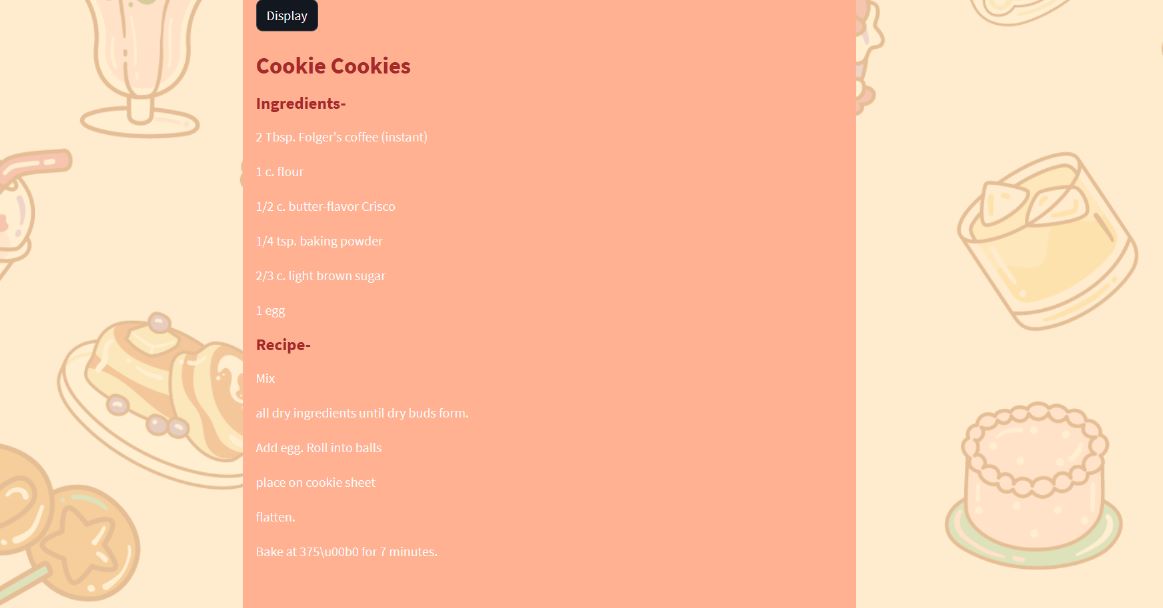 Display
Cookie Cookies
Ingredients-
2 Tbsp. Folger's coffee (instant)
1 c. flour
1/2 c. butter-flavor Crisco
1/4 tsp. baking powder
2/3 c. light brown sugar
1 egg
Recipe-
Mix
all dry ingredients until dry buds form.
Add egg. Roll into balls
place on cookie sheet
flatten.
Bake at 375\u00b0 for 7 minutes.